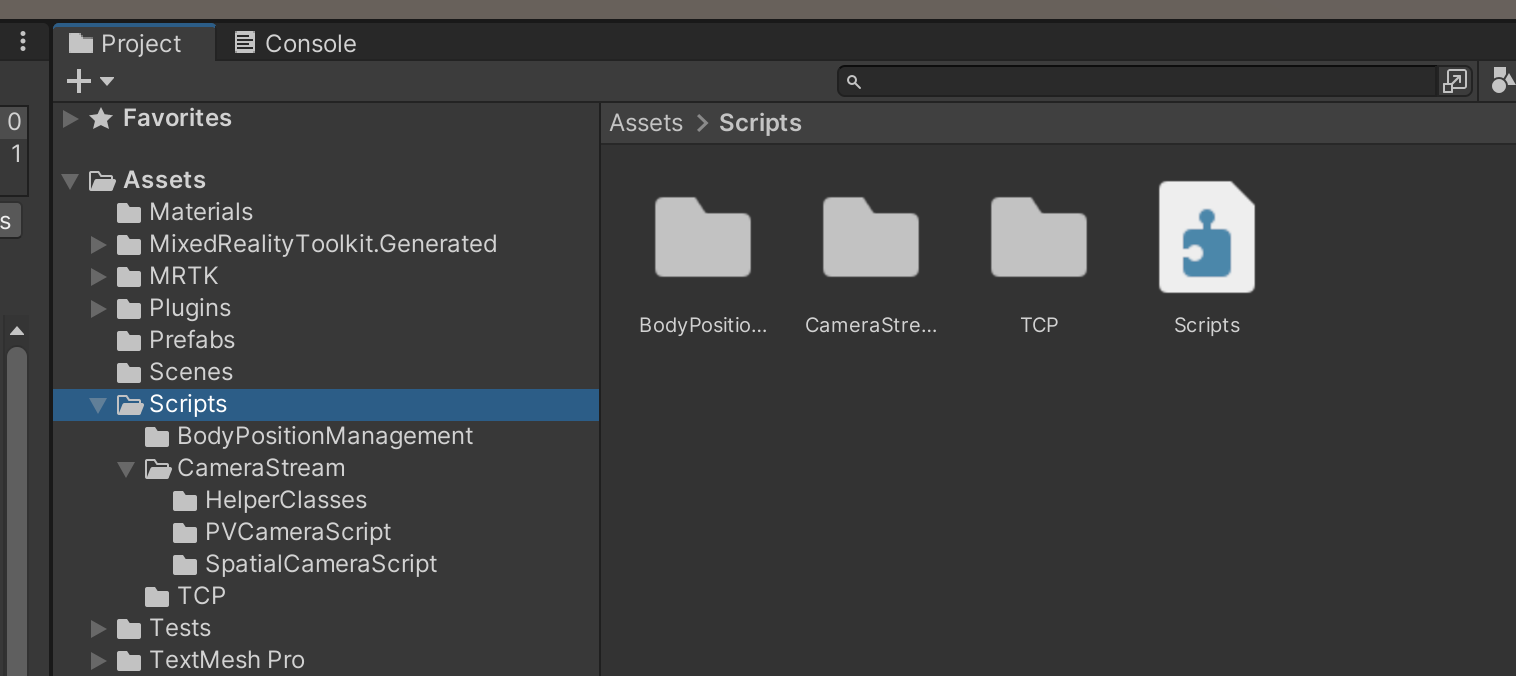 Project
Console
0
1
s
Favorites
Assets
Materials
MixedRealityToolkit.Generated
MRTK
Plugins
Prefabs
Scenes
Scripts
BodyPositionManagement
CameraStream
HelperClasses
PVCameraScript
SpatialCameraScript
TCP
Tests
TextMesh Pro
Assets > Scripts
BodyPositio...
CameraStre...
TCP
Scripts